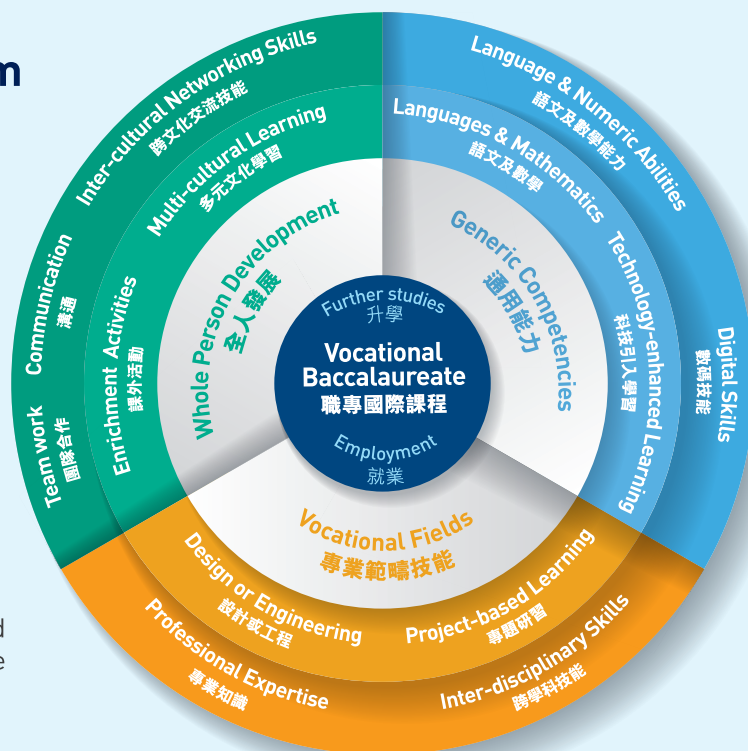 m
Inter-cultural Networking Skills
跨文化交流技能
Communication
溝通
Team work
團隊合作
Multi-cultural Learning
多元文化學習
Enrichment Activities
課外活動
Whole Person Development
全人發展
Language & Numeric Abilities
語文及數學能力
Digital Skills
數碼技能
Languages & Mathematics
語文及數學
Technology-enhanced Learning
科技引入學習
Generic Competencies
通用能力
Further studies
升學
Vocational
Baccalaureate
職專國際課程
Employment
就業
Vocational Fields
專業範疇技能
Design or Engineering
設計或工程
Project-based Learning
專題研習
Professional Expertise
專業知識
Inter-disciplinary Skills
跨學科技能
d
e